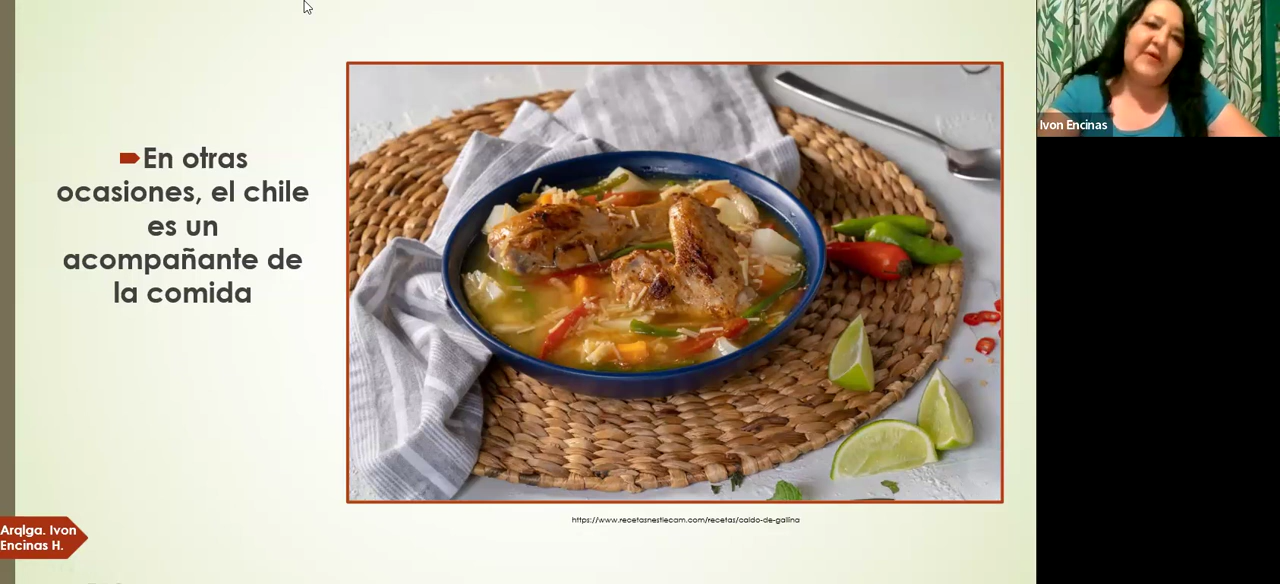 En otras
ocasiones, el chile
es un
acompañante de
la comida
Ivon Encinas
https://www.recetasnestlecam.com/recetas/caldo-de-gallina
Arqlga. Ivon
Encinas H.